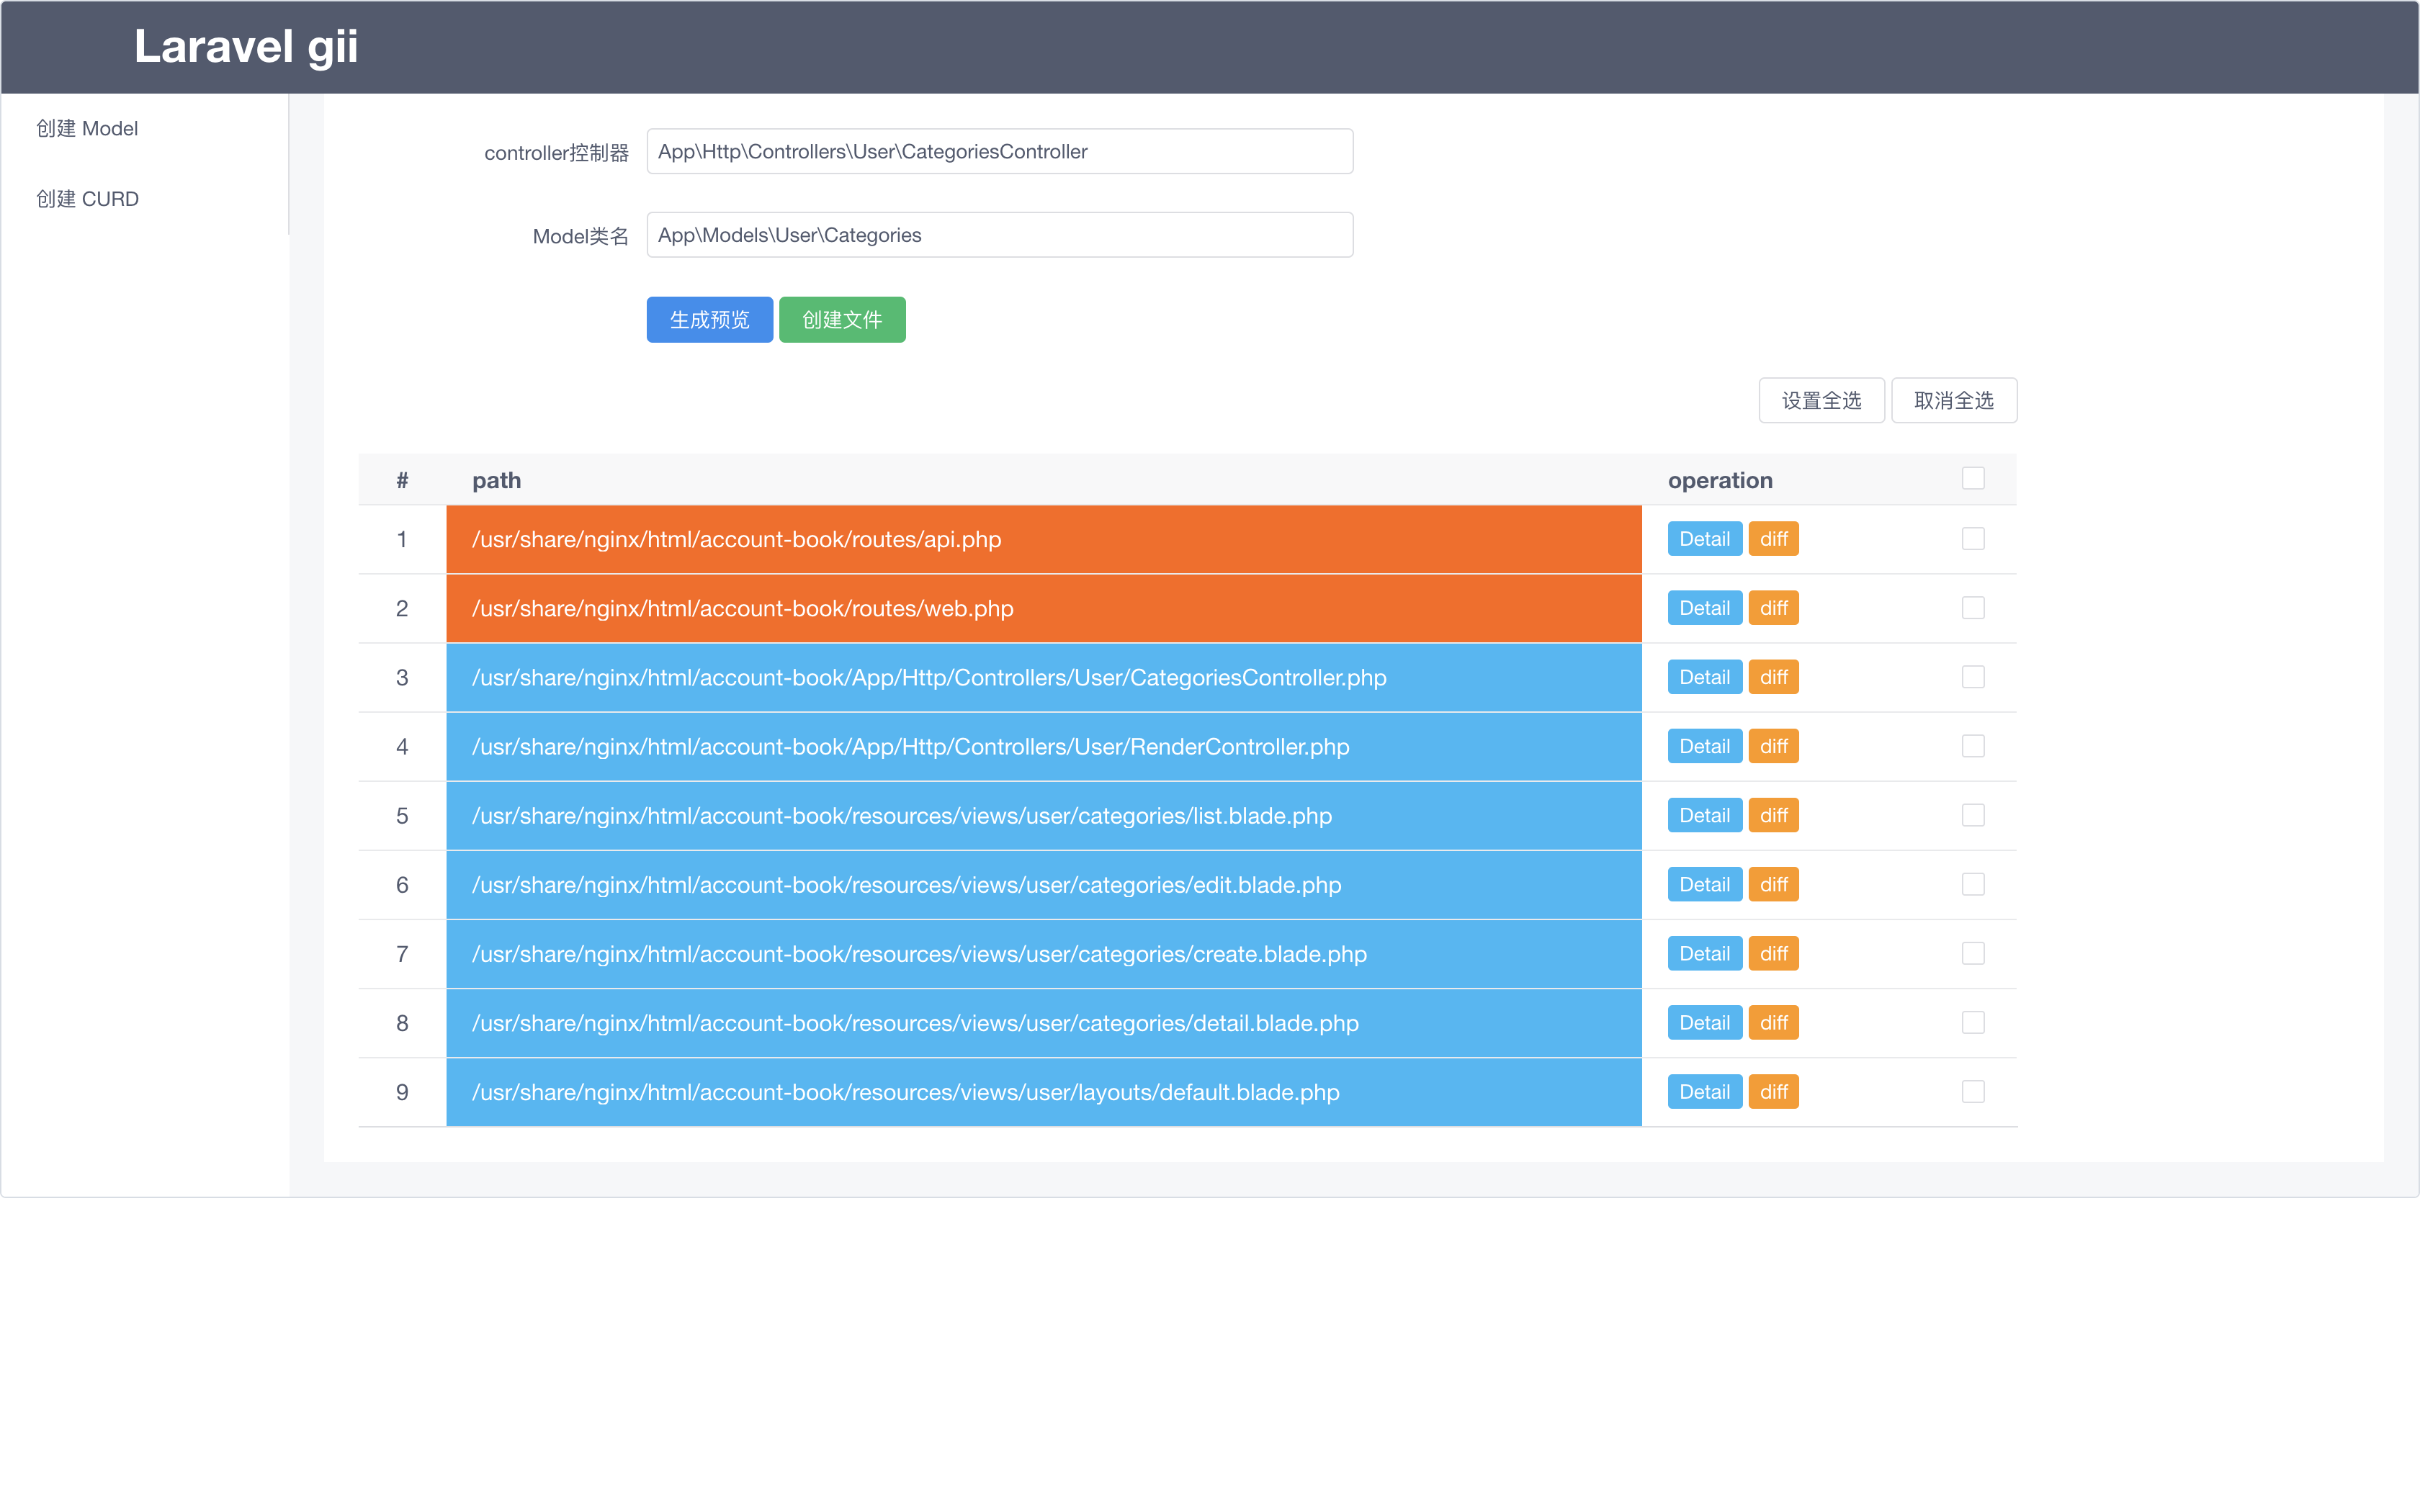 Laravel gii
创建 Model
创建 CURD
controller控制器 App\Http\Controllers\User\CategoriesController
Model类名 App\Models\User\Categories
生成预览 创建文件
设置全选 取消全选
# path operation
1 /usr/share/nginx/html/account-book/routes/api.php Detail diff
2 /usr/share/nginx/html/account-book/routes/web.php Detail diff
3 /usr/share/nginx/html/account-book/App/Http/Controllers/User/CategoriesController.php Detail diff
4 /usr/share/nginx/html/account-book/App/Http/Controllers/User/RenderController.php Detail diff
5 /usr/share/nginx/html/account-book/resources/views/user/categories/list.blade.php Detail diff
6 /usr/share/nginx/html/account-book/resources/views/user/categories/edit.blade.php Detail diff
7 /usr/share/nginx/html/account-book/resources/views/user/categories/create.blade.php Detail diff
8 /usr/share/nginx/html/account-book/resources/views/user/categories/detail.blade.php Detail diff
9 /usr/share/nginx/html/account-book/resources/views/user/layouts/default.blade.php Detail diff